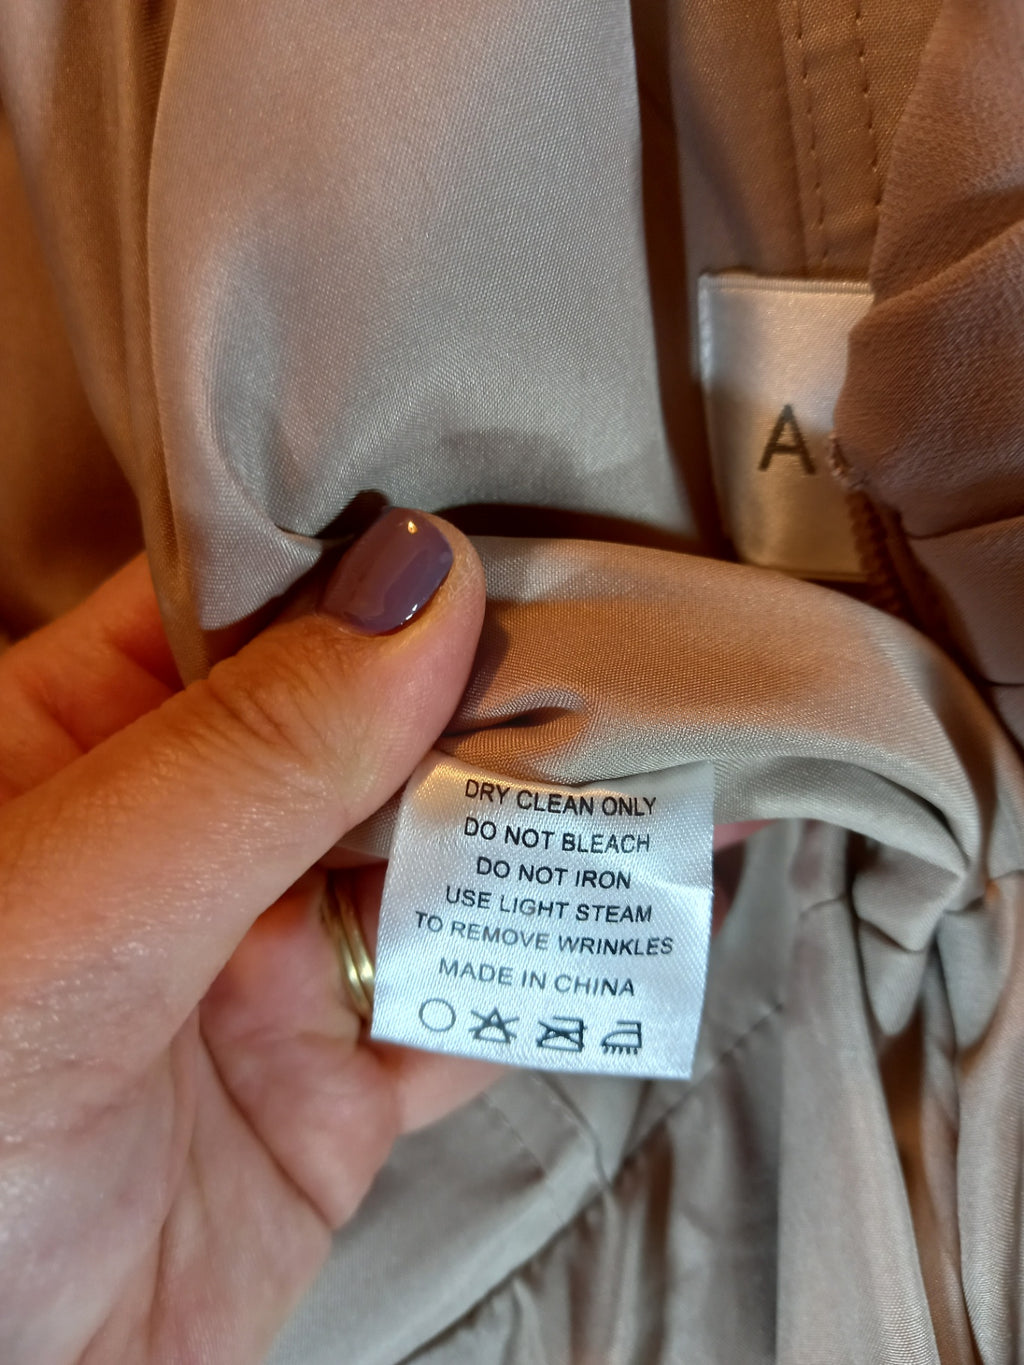 A
DRY CLEAN ONLY
DO NOT BLEACH
DO NOT IRON
USE LIGHT STEAM
TO REMOVE WRINKLES
MADE IN CHINA